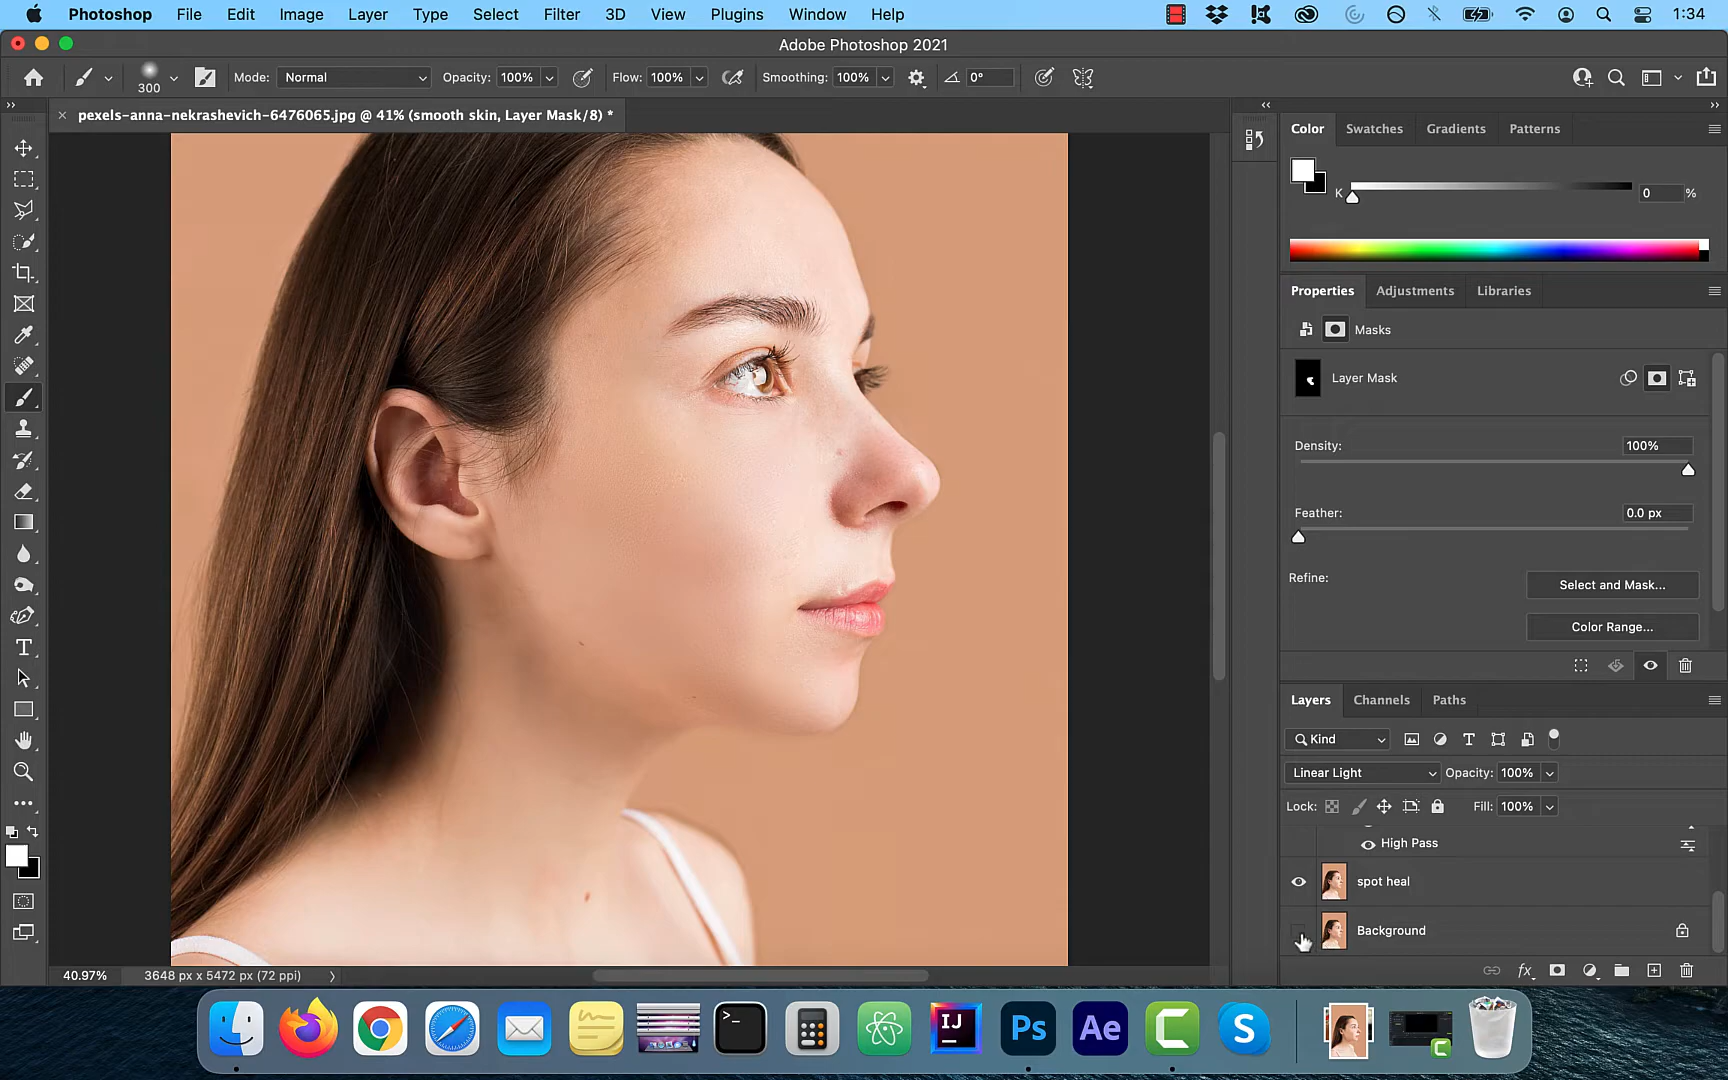 Photoshop File Edit Image Layer Type Select Filter 3D View Plugins Window Help 1:34
Adobe Photoshop 2021
300 Mode: Normal Opacity: 100% Flow: 100% Smoothing: 100% 0°
pexels-anna-nekrashevich-6476065.jpg @ 41% (smooth skin, Layer Mask/8) *
Color Swatches Gradients Patterns
K 0 %
Properties Adjustments Libraries
Masks
Layer Mask
Density: 100%
Feather: 0.0 px
Refine: Select and Mask...
Color Range...
Layers Channels Paths
Kind
Linear Light Opacity: 100%
Lock: Fill: 100%
High Pass
spot heal
Background
fx
40.97% 3648 px x 5472 px (72 ppi)
IJ Ps Ae C S